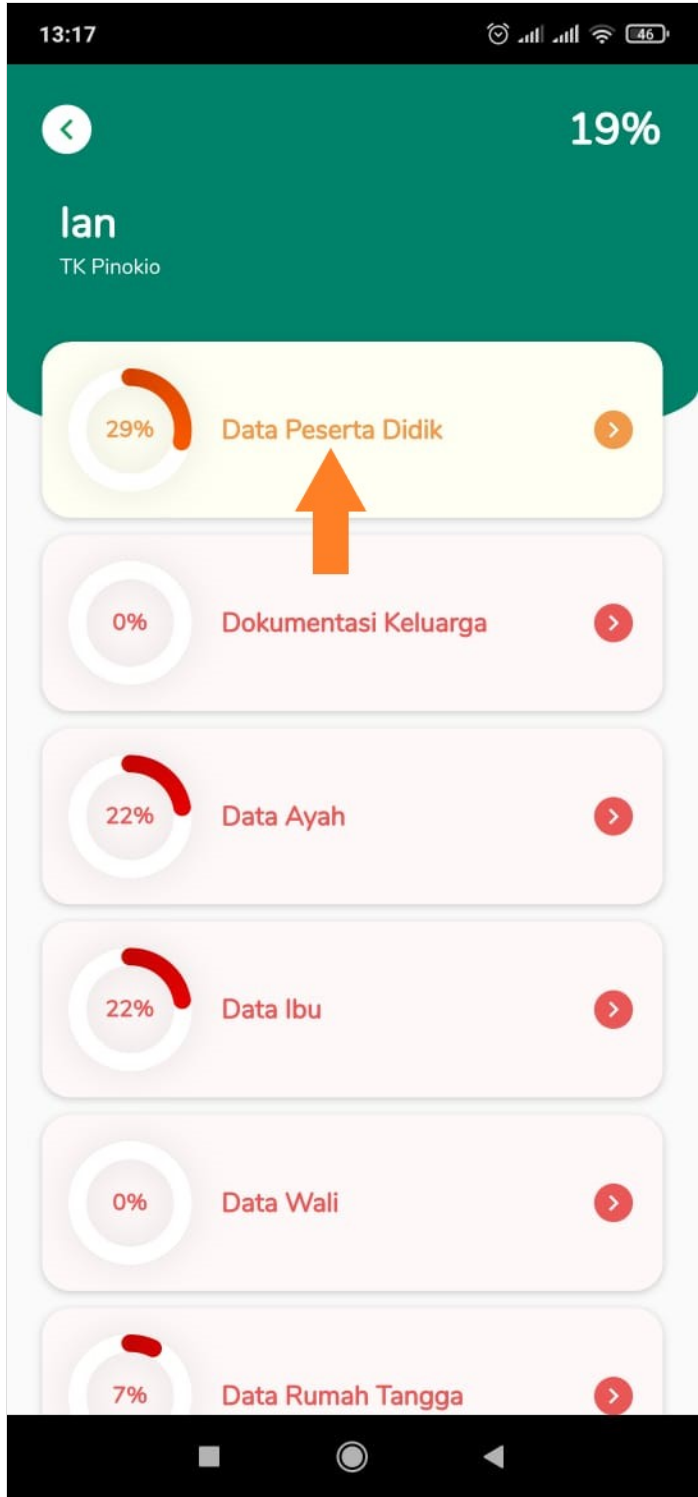 13:17
46
19%
Ian
TK Pinokio
29%
Data Peserta Didik
0%
Dokumentasi Keluarga
22%
Data Ayah
22%
Data Ibu
0%
Data Wali
7%
Data Rumah Tangga